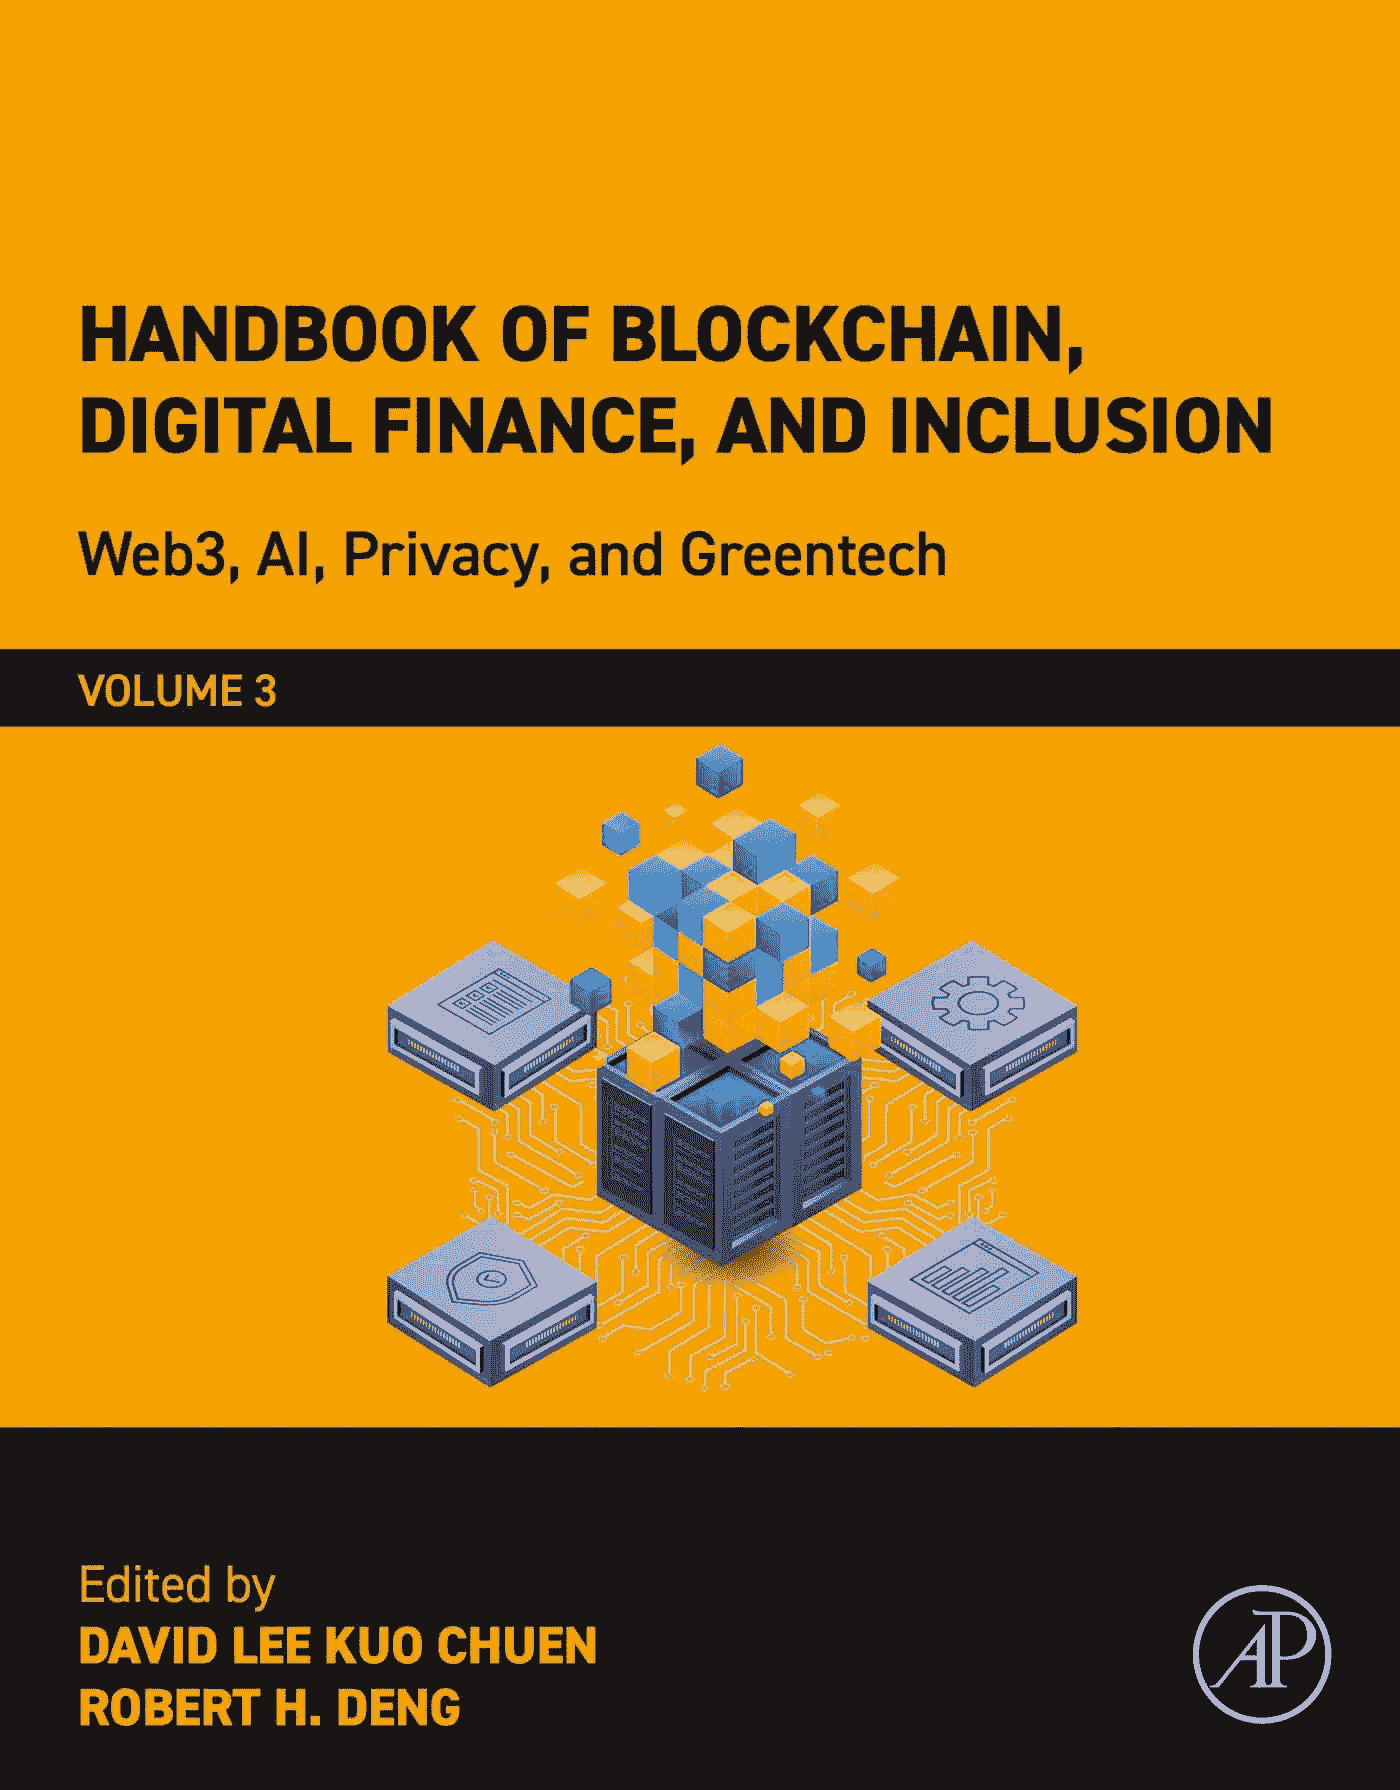 HANDBOOK OF BLOCKCHAIN,
DIGITAL FINANCE, AND INCLUSION
Web3, AI, Privacy, and Greentech
VOLUME 3
Edited by
DAVID LEE KUO CHUEN
ROBERT H. DENG
AP